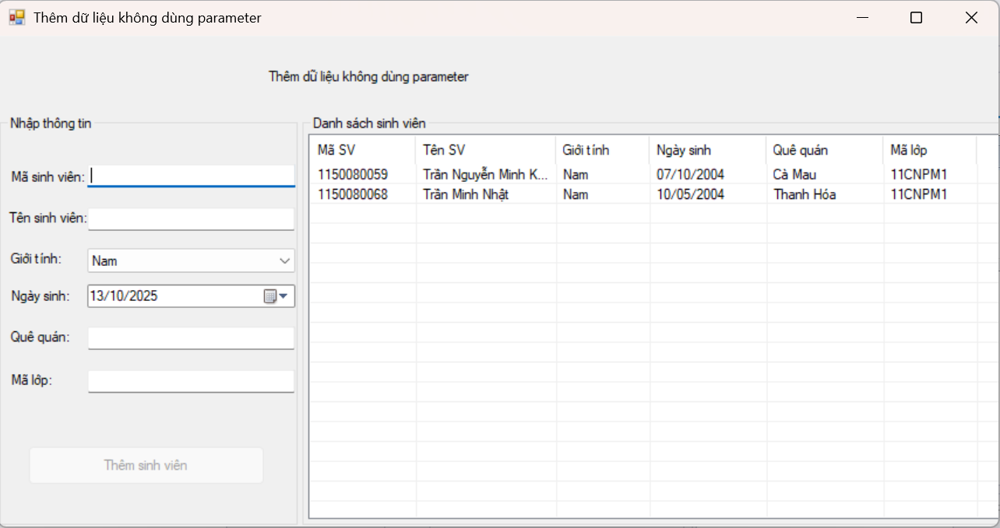 Thêm dữ liệu không dùng parameter
Thêm dữ liệu không dùng parameter
Nhập thông tin
Mã sinh viên:
Tên sinh viên:
Giới tính:
Nam
Ngày sinh:
13/10/2025
Quê quán:
Mã lớp:
Thêm sinh viên
Danh sách sinh viên
Mã SV Tên SV Giới tính Ngày sinh Quê quán Mã lớp
1150080059 Trần Nguyễn Minh K... Nam 07/10/2004 Cà Mau 11CNPM1
1150080068 Trần Minh Nhật Nam 10/05/2004 Thanh Hóa 11CNPM1